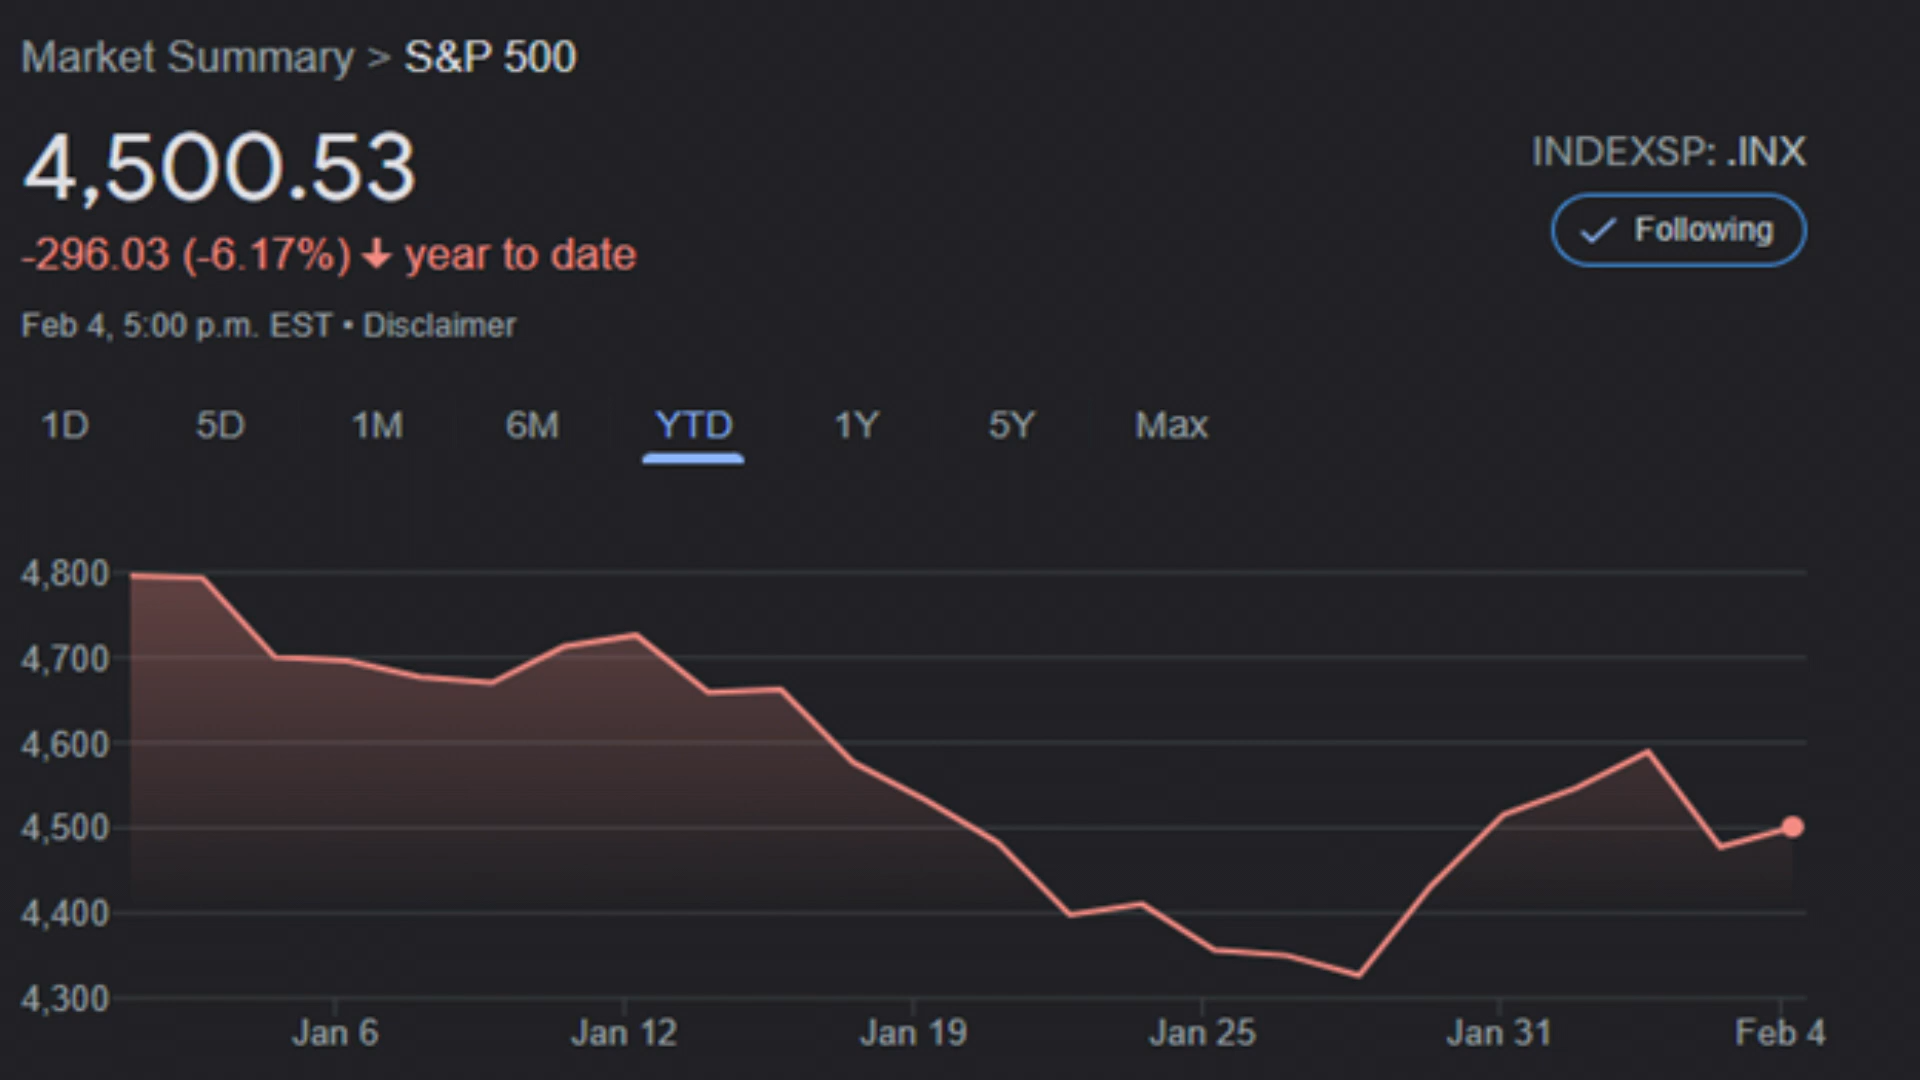 Market Summary > S&P 500
4,500.53
INDEXSP: .INX
-296.03 (-6.17%) ↓ year to date
✓ Following
Feb 4, 5:00 p.m. EST • Disclaimer
1D 5D 1M 6M YTD 1Y 5Y Max
4,800
4,700
4,600
4,500
4,400
4,300
Jan 6 Jan 12 Jan 19 Jan 25 Jan 31 Feb 4